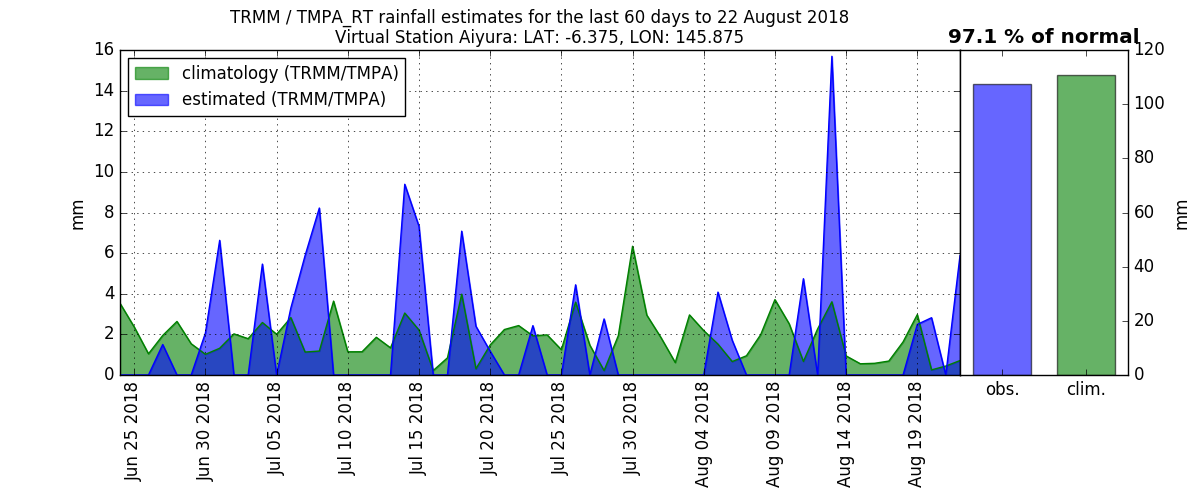 TRMM / TMPA_RT rainfall estimates for the last 60 days to 22 August 2018
Virtual Station Aiyura: LAT: -6.375, LON: 145.875
97.1 % of normal
climatology (TRMM/TMPA)
estimated (TRMM/TMPA)
mm
16
14
12
10
8
6
4
2
0
Jun 25 2018
Jun 30 2018
Jul 05 2018
Jul 10 2018
Jul 15 2018
Jul 20 2018
Jul 25 2018
Jul 30 2018
Aug 04 2018
Aug 09 2018
Aug 14 2018
Aug 19 2018
obs.
clim.
120
100
80
60
40
20
0
mm